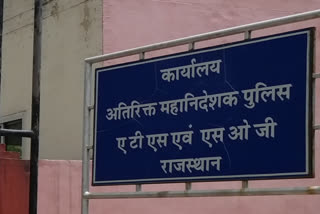 कार्यालय
अतिरिक्त महानिदेशक पुलिस
ए टी एस एवं एस ओ जी
राजस्थान